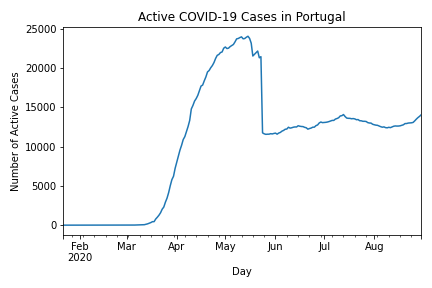 Active COVID-19 Cases in Portugal
Number of Active Cases
25000
20000
15000
10000
5000
0
Feb Mar Apr May Jun Jul Aug
2020
Day